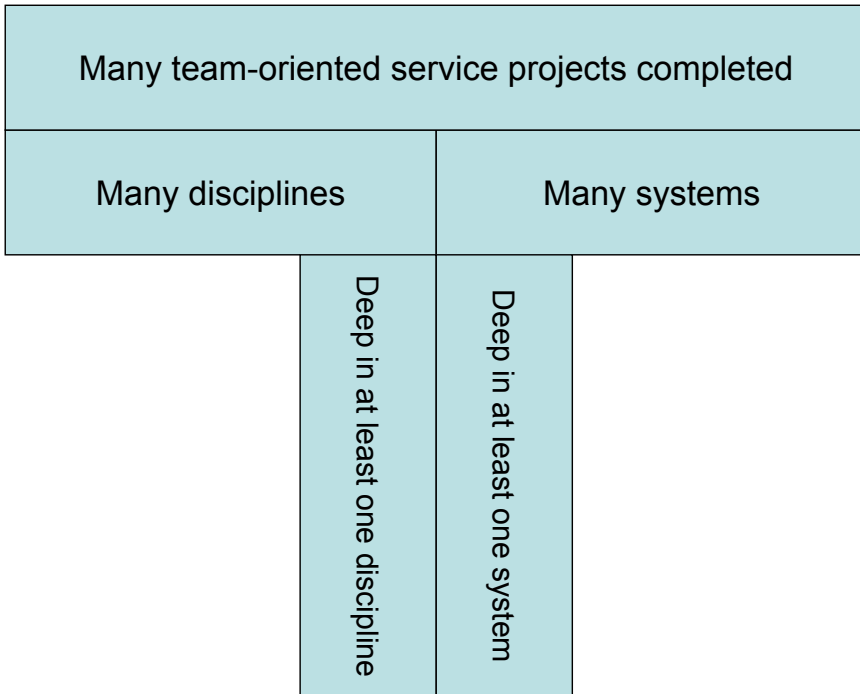 Many team-oriented service projects completed
Many disciplines
Many systems
Deep in at least one discipline
Deep in at least one system